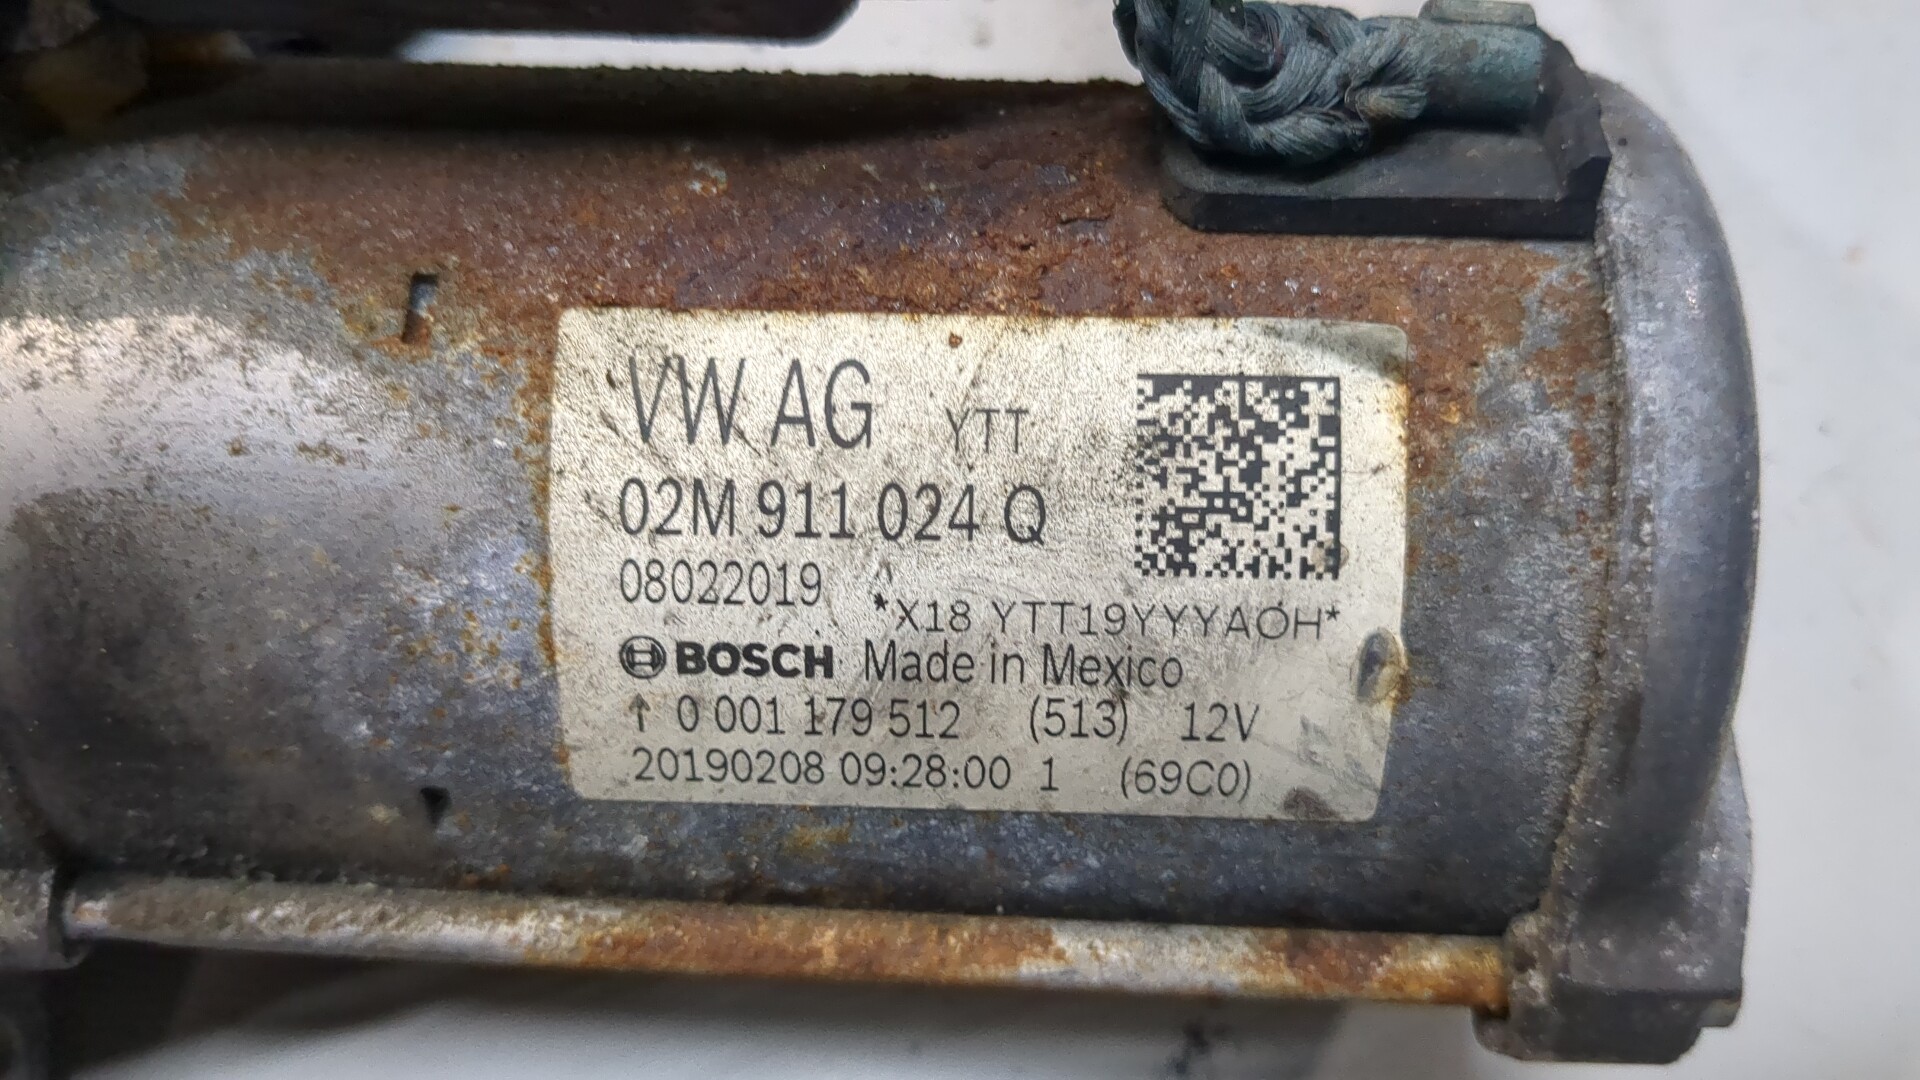 VW AG YTT
02M 911 024 Q
08022019
*X18 YTT19YYYAOH*
BOSCH Made in Mexico
↑ 0 001 179 512 (513) 12V
20190208 09:28:00 1 (69C0)